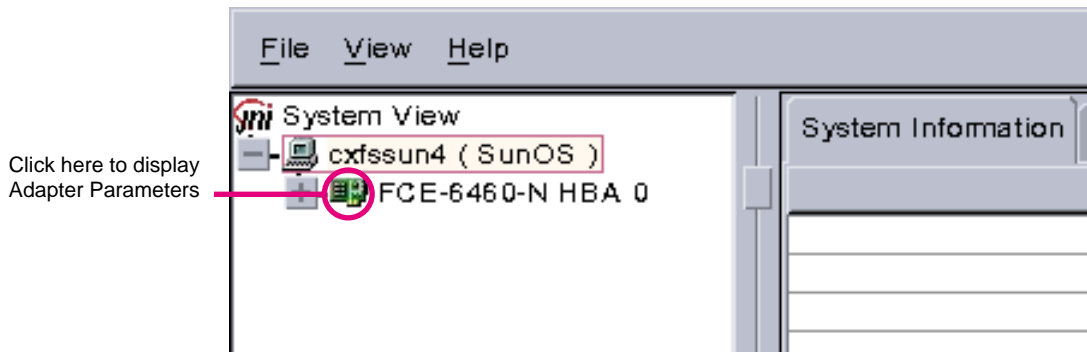 File View Help
JNI System View
cxfssun4 ( SunOS )
FCE-6460-N HBA 0
System Information
Click here to display
Adapter Parameters